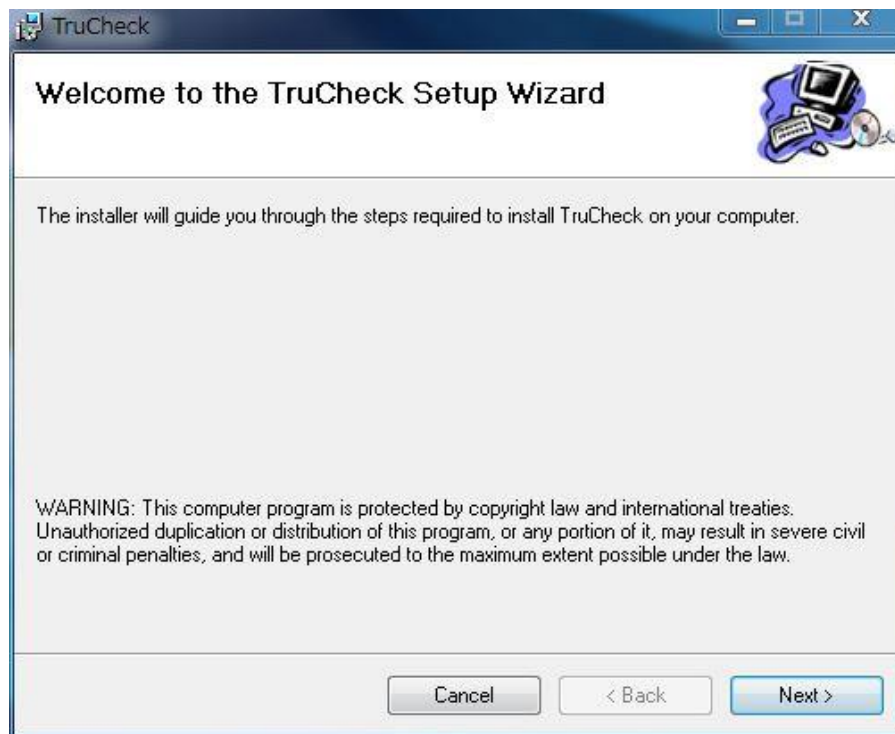 TruCheck
Welcome to the TruCheck Setup Wizard
The installer will guide you through the steps required to install TruCheck on your computer.
WARNING: This computer program is protected by copyright law and international treaties.
Unauthorized duplication or distribution of this program, or any portion of it, may result in severe civil
or criminal penalties, and will be prosecuted to the maximum extent possible under the law.
Cancel
< Back
Next >